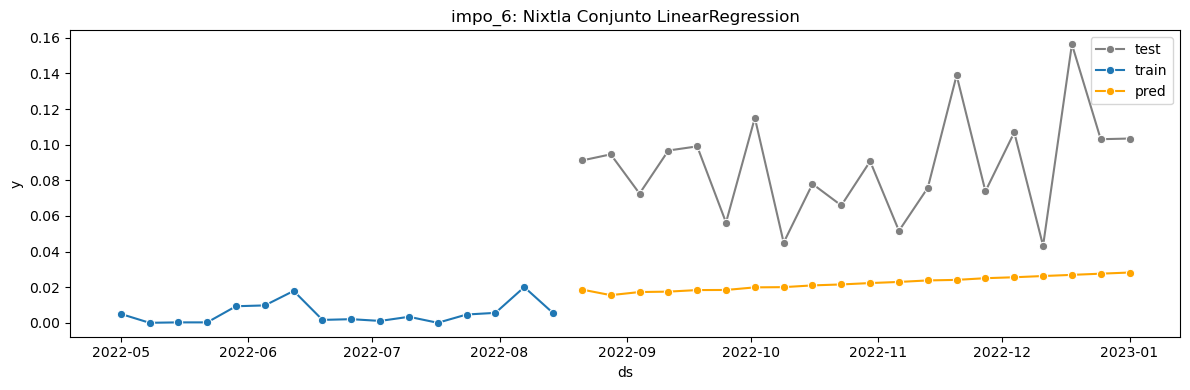 impo_6: Nixtla Conjunto LinearRegression
test
train
pred
y
0.16
0.14
0.12
0.10
0.08
0.06
0.04
0.02
0.00
2022-05 2022-06 2022-07 2022-08 2022-09 2022-10 2022-11 2022-12 2023-01
ds